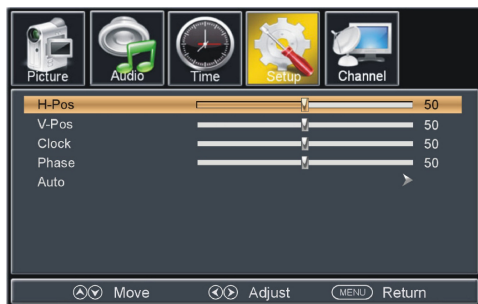 Picture Audio Time Setup Channel
H-Pos 50
V-Pos 50
Clock 50
Phase 50
Auto
Move Adjust MENU Return